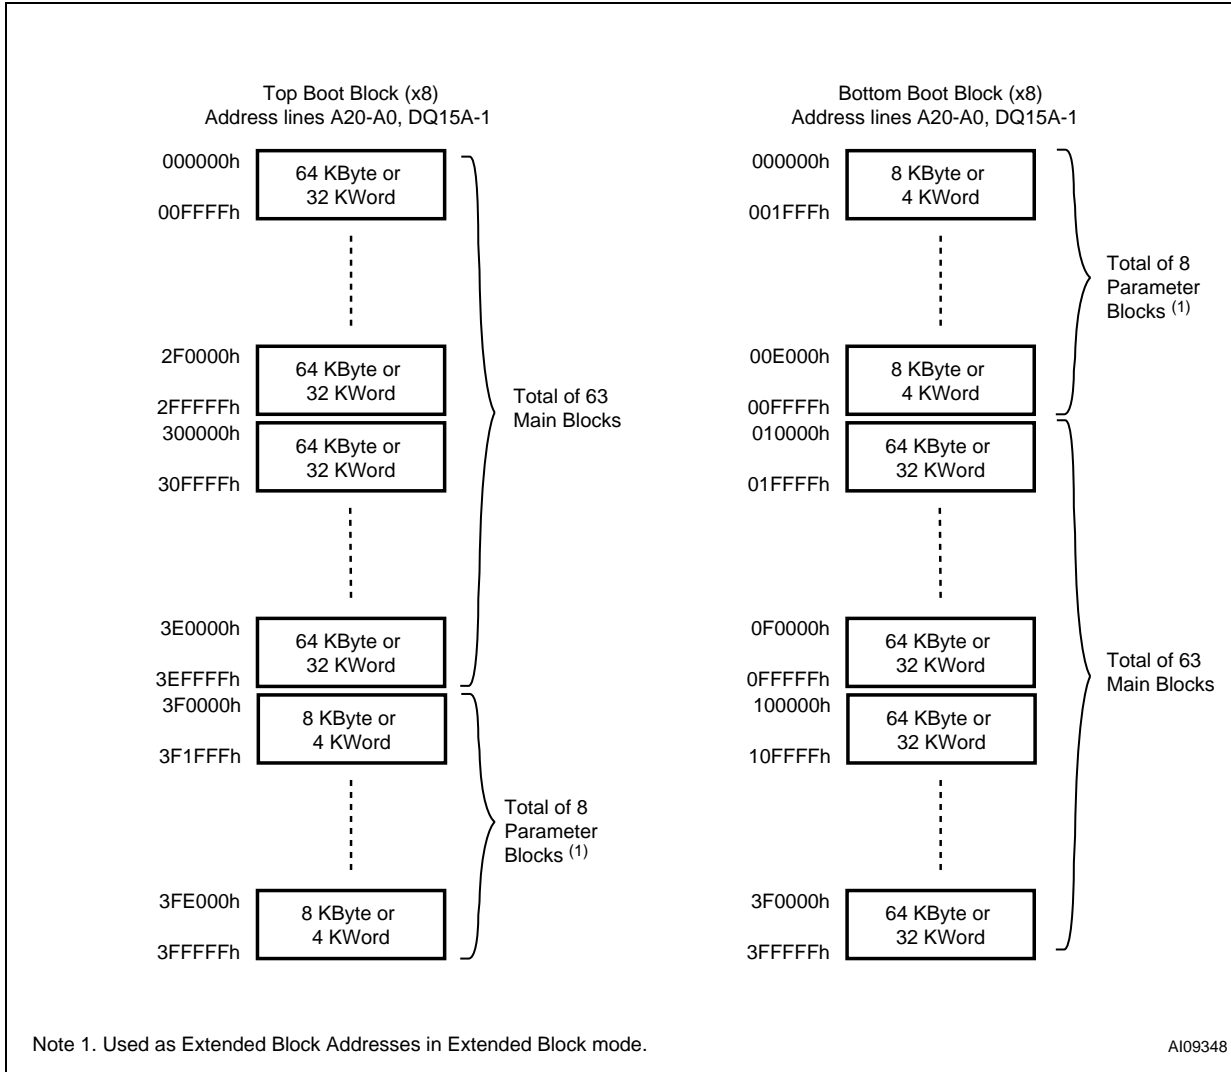 Top Boot Block (x8)
Address lines A20-A0, DQ15A-1
000000h
64 KByte or
32 KWord
00FFFFh
2F0000h
64 KByte or
32 KWord
2FFFFFh
300000h
64 KByte or
32 KWord
30FFFFh
Total of 63
Main Blocks
3E0000h
64 KByte or
32 KWord
3EFFFFh
3F0000h
8 KByte or
4 KWord
3F1FFFh
Total of 8
Parameter
Blocks (1)
3FE000h
8 KByte or
4 KWord
3FFFFFh
Bottom Boot Block (x8)
Address lines A20-A0, DQ15A-1
000000h
8 KByte or
4 KWord
001FFFh
Total of 8
Parameter
Blocks (1)
00E000h
8 KByte or
4 KWord
00FFFFh
010000h
64 KByte or
32 KWord
01FFFFh
0F0000h
64 KByte or
32 KWord
0FFFFFh
Total of 63
Main Blocks
100000h
64 KByte or
32 KWord
10FFFFh
3F0000h
64 KByte or
32 KWord
3FFFFFh
Note 1. Used as Extended Block Addresses in Extended Block mode.
AI09348